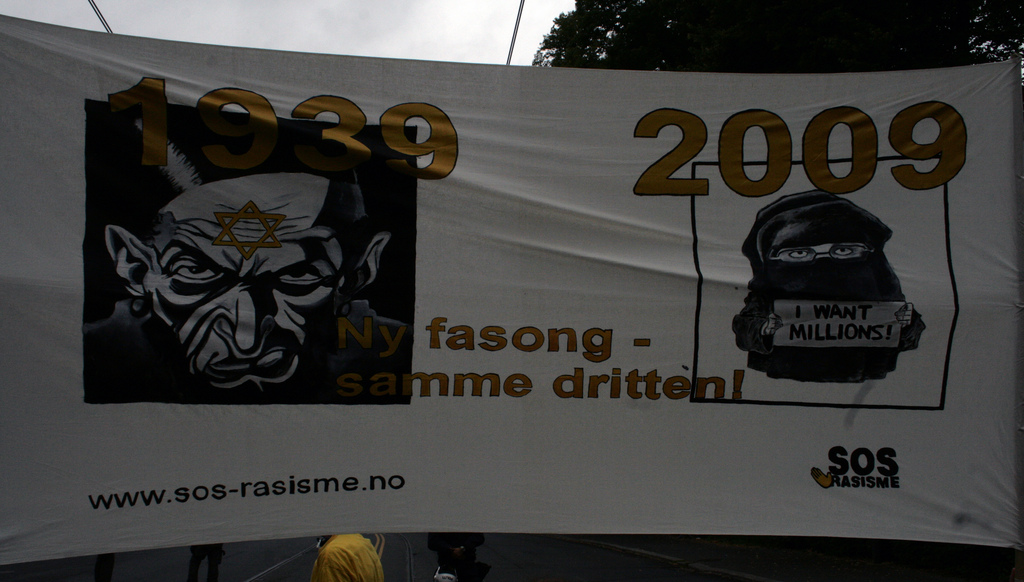 1939
2009
I WANT
MILLIONS!
Ny fasong -
samme dritten!
www.sos-rasisme.no
SOS
RASISME